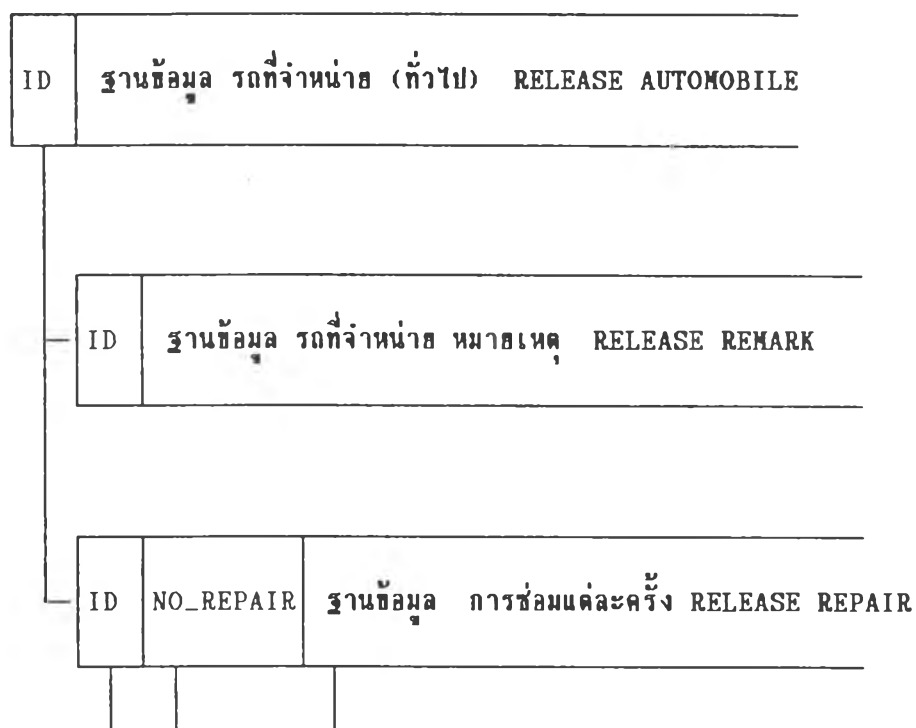 ID ฐานข้อมูล รถที่จำหน่าย (ทั่วไป) RELEASE AUTOMOBILE
ID ฐานข้อมูล รถที่จำหน่าย หมายเหตุ RELEASE REMARK
ID NO_REPAIR ฐานข้อมูล การซ่อมแต่ละครั้ง RELEASE REPAIR